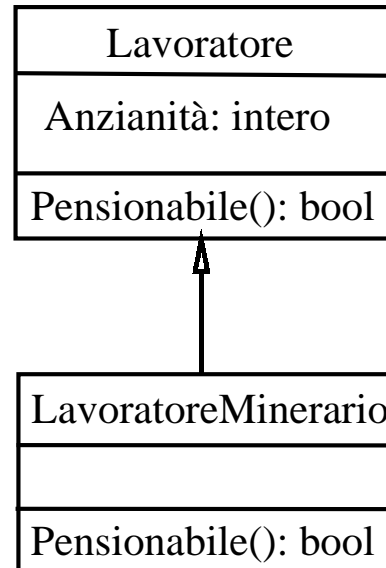 Lavoratore
Anzianità: intero
Pensionabile(): bool
LavoratoreMinerario
Pensionabile(): bool